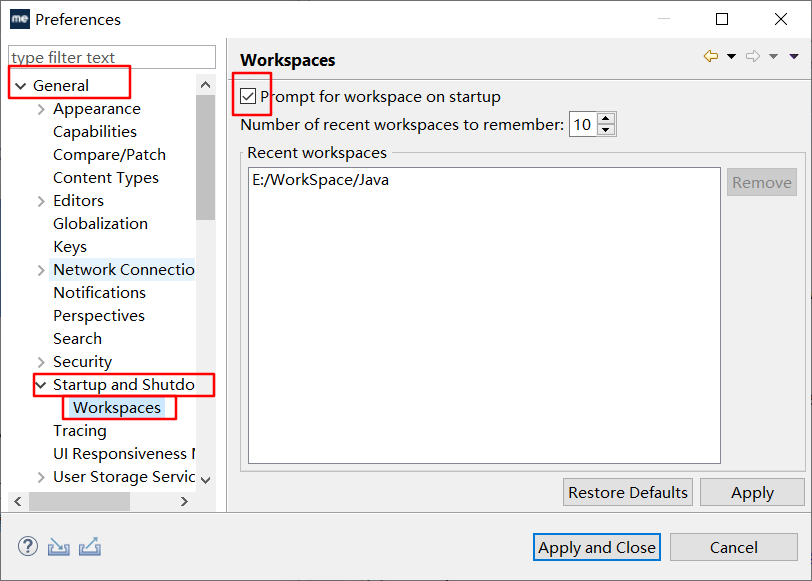 me Preferences
type filter text
General
Appearance
Capabilities
Compare/Patch
Content Types
Editors
Globalization
Keys
Network Connectio
Notifications
Perspectives
Search
Security
Startup and Shutdo
Workspaces
Tracing
UI Responsiveness
User Storage Servic
Workspaces
Prompt for workspace on startup
Number of recent workspaces to remember: 10
Recent workspaces
E:/WorkSpace/Java
Remove
Restore Defaults
Apply
?
Apply and Close
Cancel